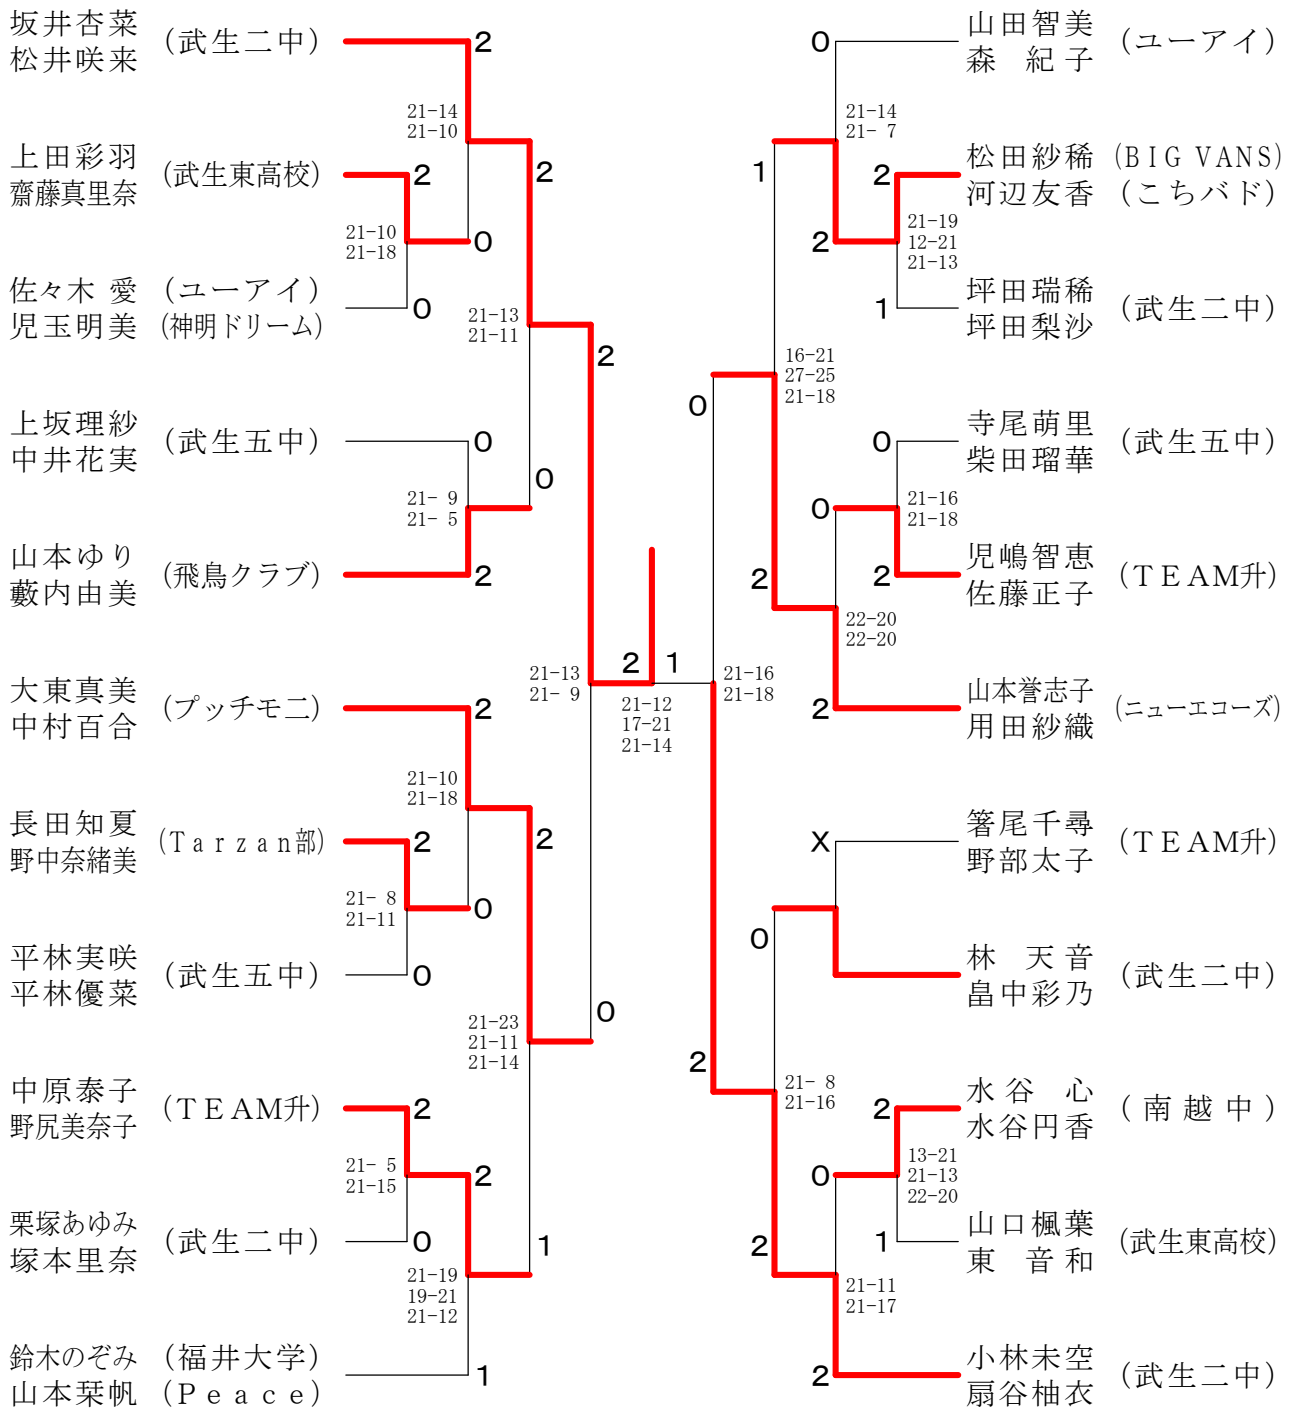 坂井杏菜
松井咲来
(武生二中)
2
21-14
21-10
上田彩羽
齋藤真里奈
(武生東高校)
2
2
21-10
21-18
0
佐々木 愛
児玉明美
(ユーアイ)
(神明ドリーム)
0
21-13
21-11
2
上坂理紗
中井花実
(武生五中)
0
0
21- 9
21- 5
山本ゆり
藪内由美
(飛鳥クラブ)
2
21-13
21- 9
2
1
21-12
17-21
21-14
大東真美
中村百合
(プッチモ二)
2
21-10
21-18
長田知夏
野中奈緒美
(Tarzan部)
2
2
21- 8
21-11
0
平林実咲
平林優菜
(武生五中)
0
21-23
21-11
21-14
0
中原泰子
野尻美奈子
(TEAM升)
2
21- 5
21-15
2
栗塚あゆみ
塚本里奈
(武生二中)
0
1
21-19
19-21
21-12
鈴木のぞみ
山本栞帆
(福井大学)
(Peace)
1
0
山田智美
森 紀子
(ユーアイ)
21-14
21- 7
1
2
松田紗稀
河辺友香
(BIG VANS)
(こちバド)
2
21-19
12-21
21-13
1
坪田瑞稀
坪田梨沙
(武生二中)
16-21
27-25
21-18
0
0
寺尾萌里
柴田瑠華
(武生五中)
0
21-16
21-18
2
2
児嶋智恵
佐藤正子
(TEAM升)
22-20
22-20
21-16
21-18
2
山本誉志子
用田紗織
(ニューエコーズ)
X
箸尾千尋
野部太子
(TEAM升)
0
林 天音
畠中彩乃
(武生二中)
2
21- 8
21-16
2
水谷 心
水谷円香
(南越中)
0
13-21
21-13
22-20
2
1
山口楓葉
東 音和
(武生東高校)
21-11
21-17
2
小林未空
扇谷柚衣
(武生二中)